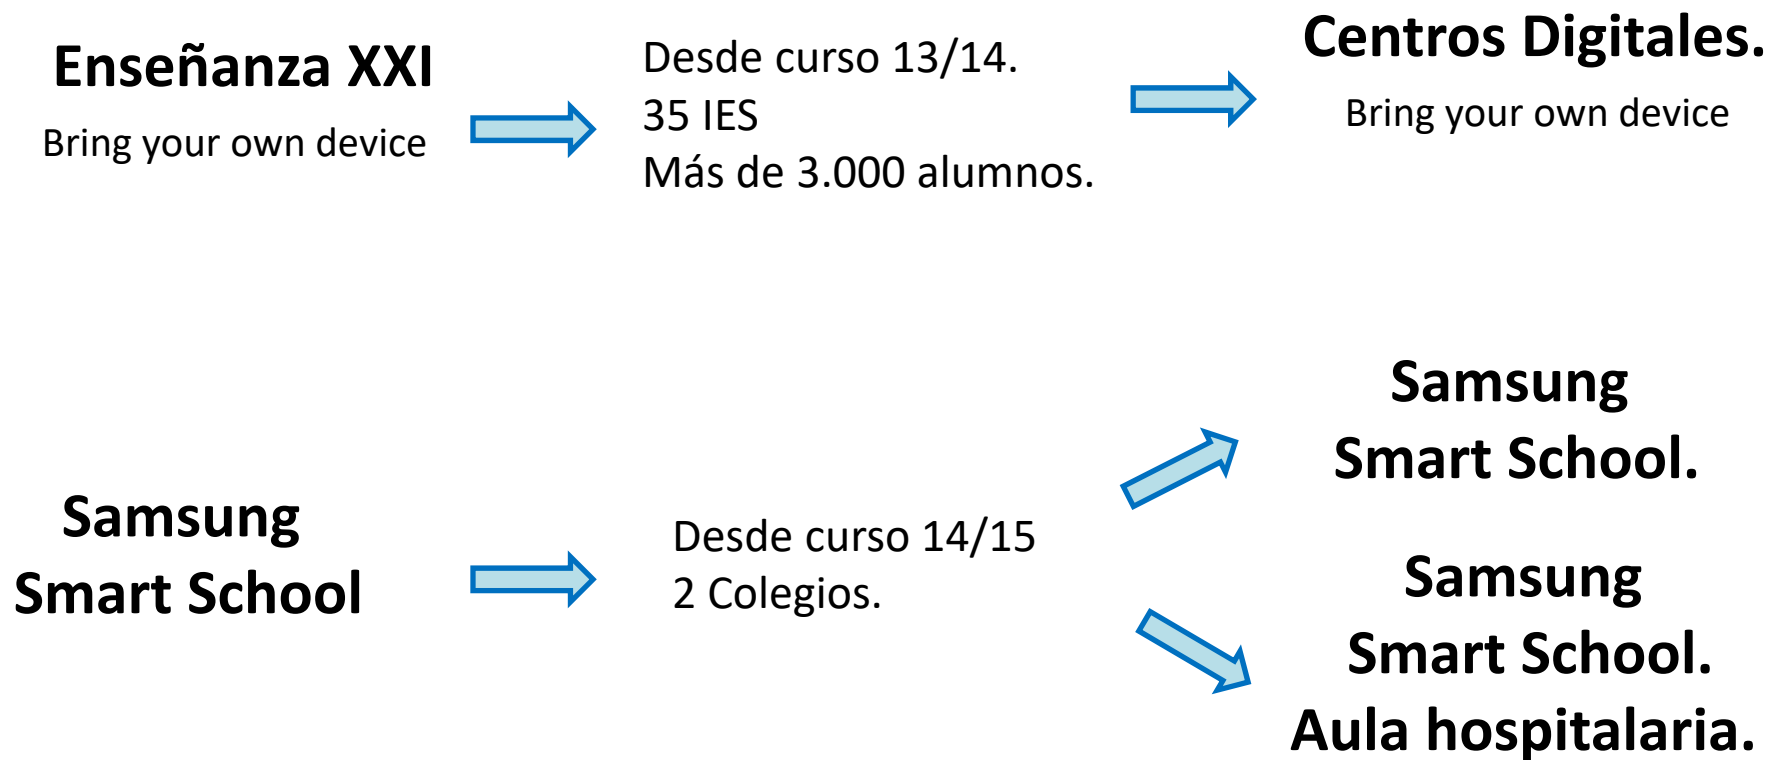 Enseñanza XXI
Bring your own device
Desde curso 13/14.
35 IES
Más de 3.000 alumnos.
Centros Digitales.
Bring your own device
Samsung
Smart School
Desde curso 14/15
2 Colegios.
Samsung
Smart School.
Samsung
Smart School.
Aula hospitalaria.